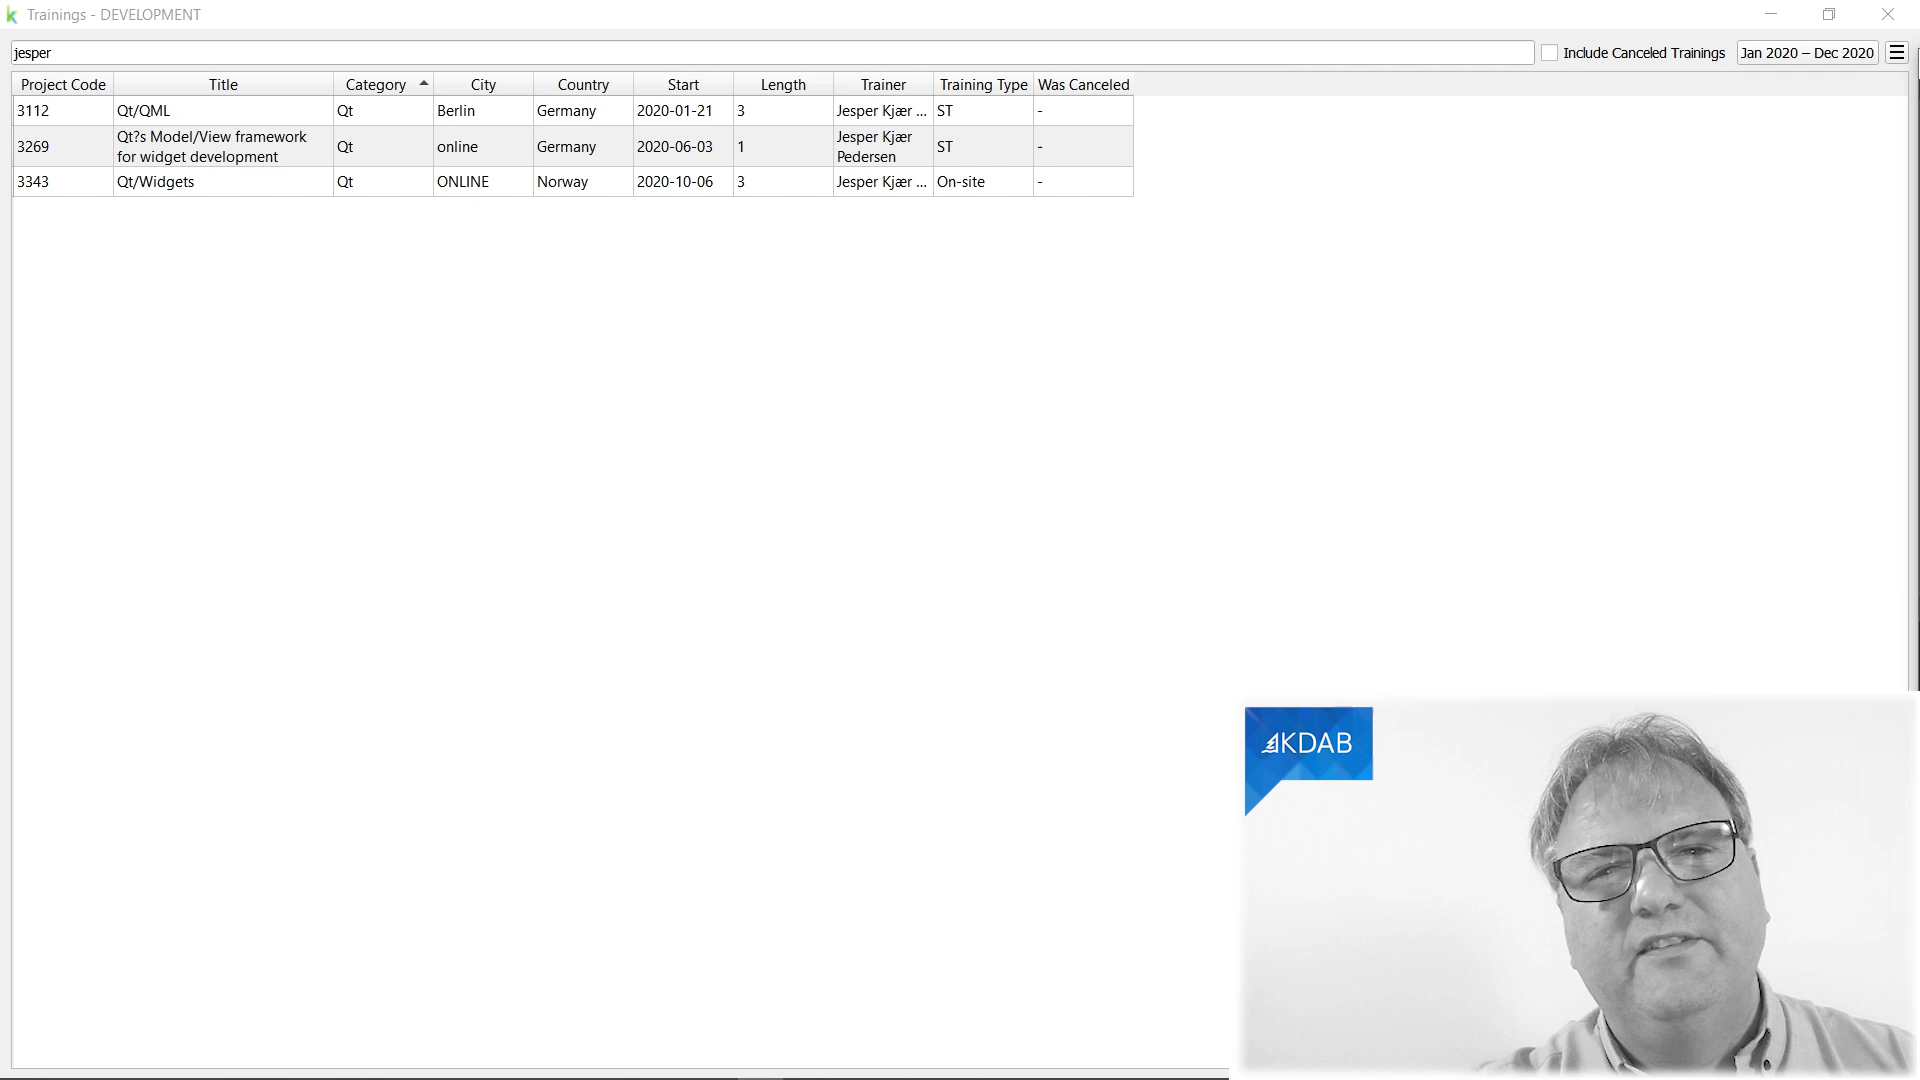 Trainings - DEVELOPMENT
jesper
Include Canceled Trainings
Jan 2020 – Dec 2020
Project Code Title Category City Country Start Length Trainer Training Type Was Canceled
3112 Qt/QML Qt Berlin Germany 2020-01-21 3 Jesper Kjær ... ST -
3269 Qt?s Model/View framework for widget development Qt online Germany 2020-06-03 1 Jesper Kjær Pedersen ST -
3343 Qt/Widgets Qt ONLINE Norway 2020-10-06 3 Jesper Kjær ... On-site -
KDAB